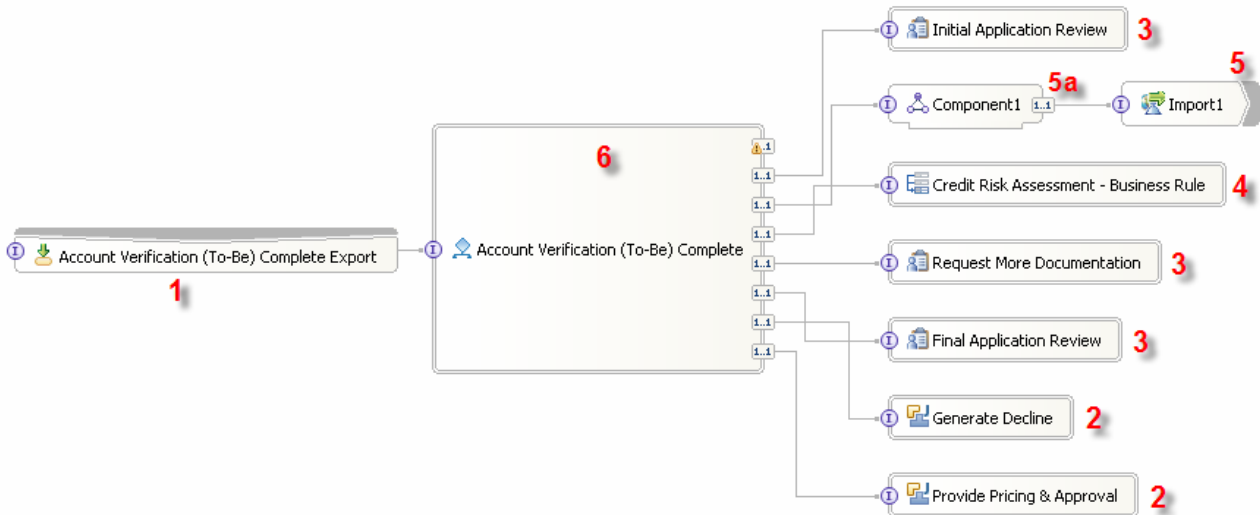 Initial Application Review 3
5a
5
I Component1 1..1 I Import1
6
.1
1..1
1..1
I Credit Risk Assessment - Business Rule 4
1..1
I Account Verification (To-Be) Complete Export
I Account Verification (To-Be) Complete
1..1
I Request More Documentation 3
1
1..1
1..1
I Final Application Review 3
1..1
I Generate Decline 2
I Provide Pricing & Approval 2